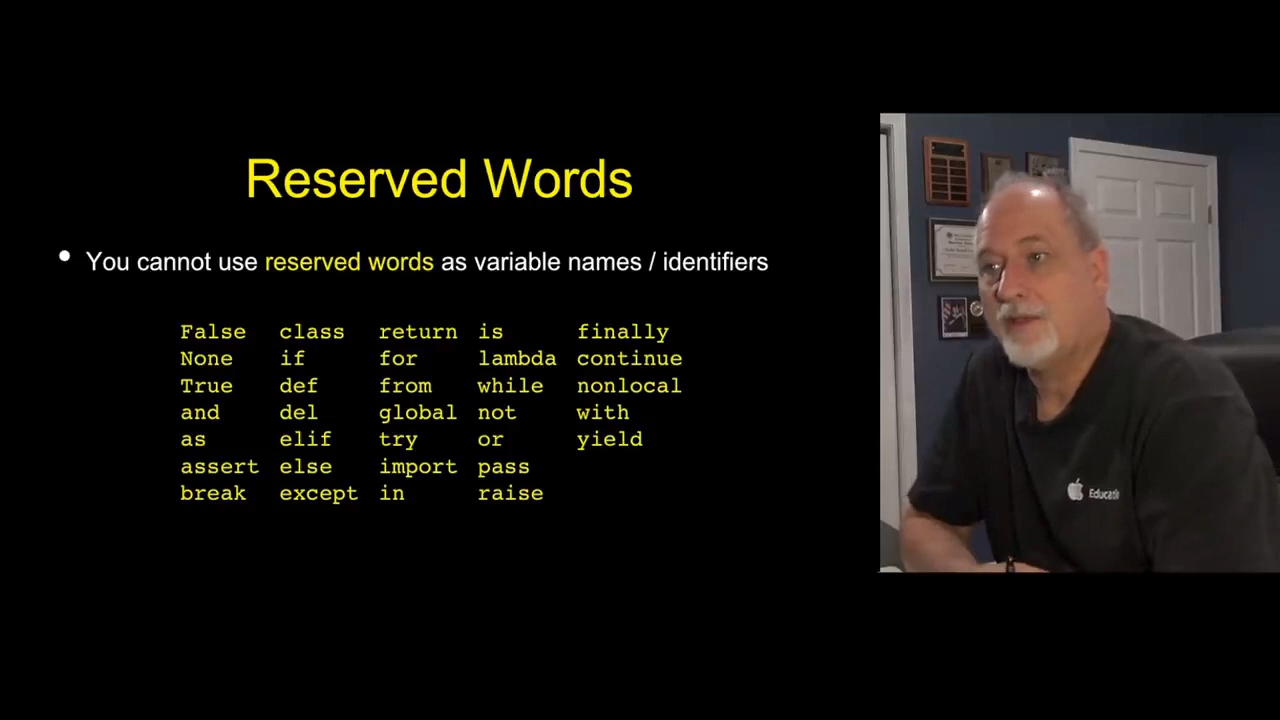 Reserved Words
• You cannot use reserved words as variable names / identifiers
False class return is finally
None if for lambda continue
True def from while nonlocal
and del global not with
as elif try or yield
assert else import pass
break except in raise